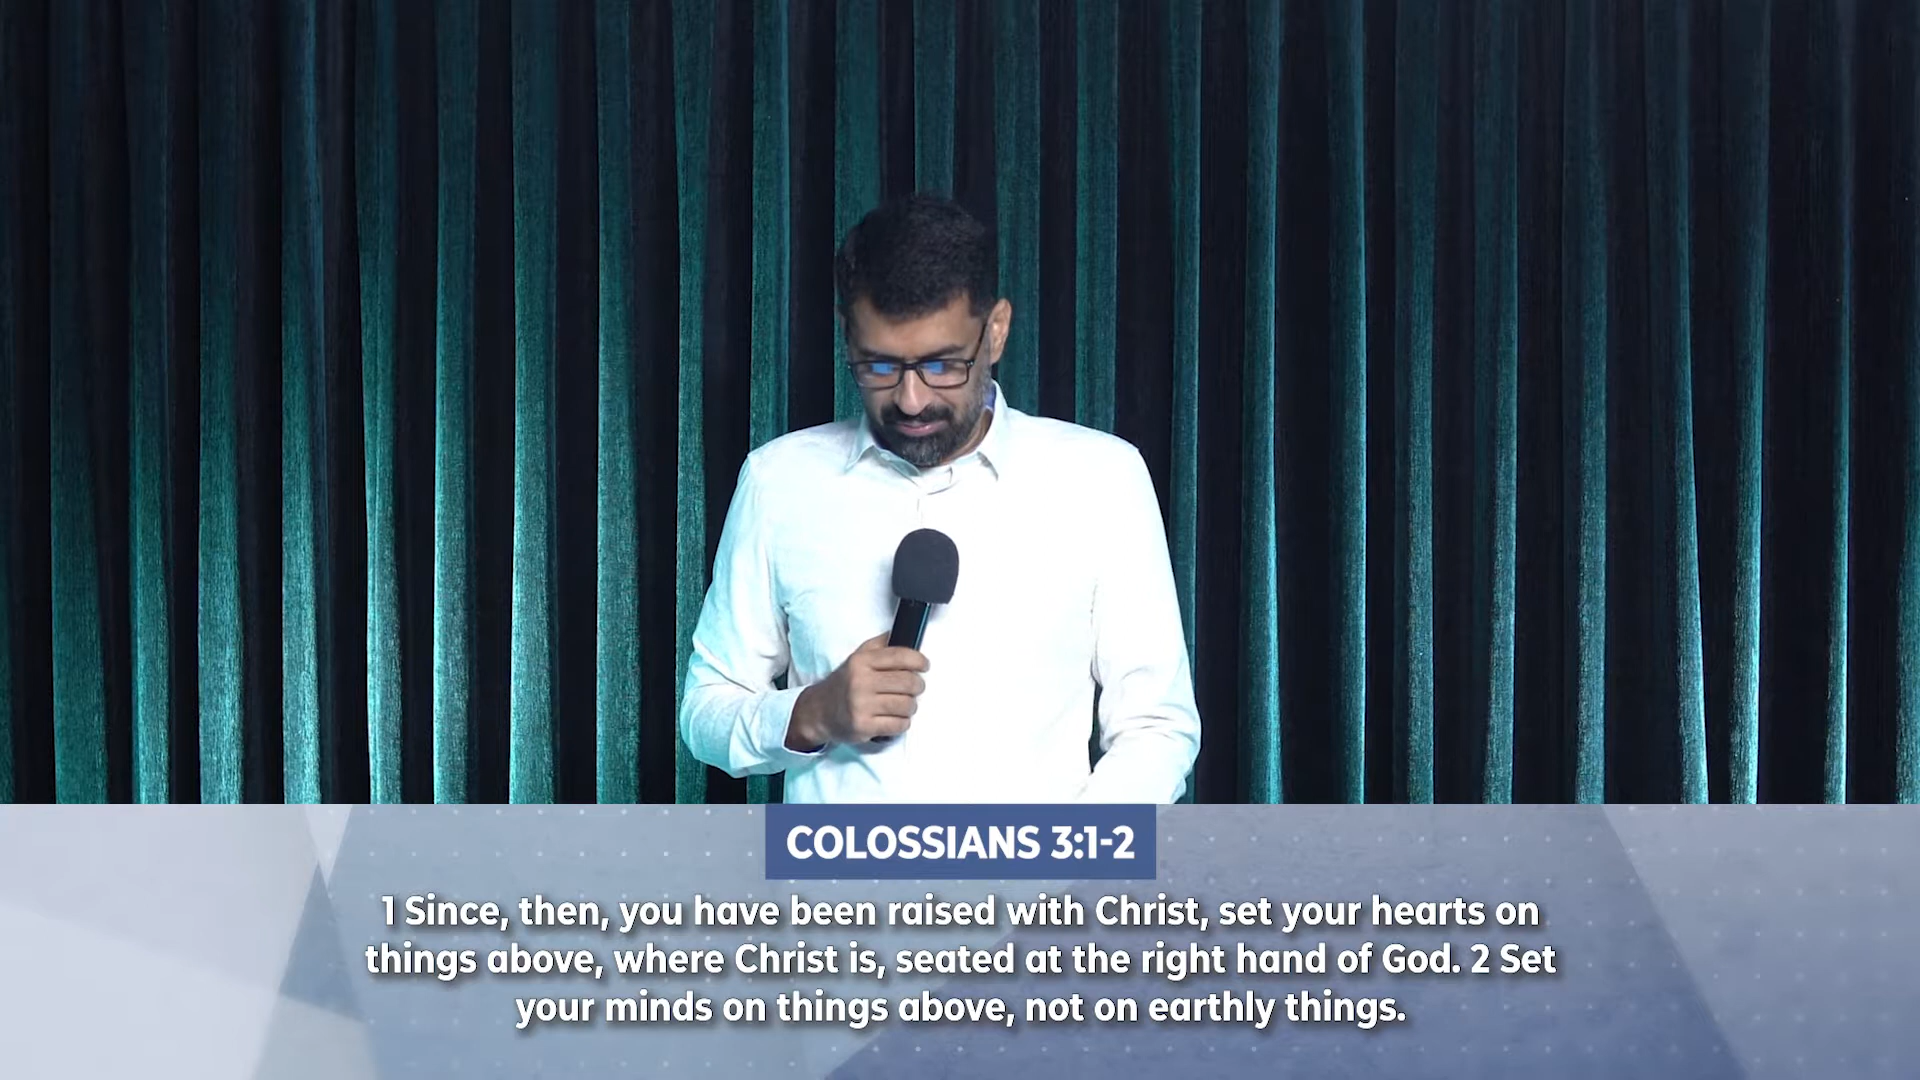 COLOSSIANS 3:1-2
1 Since, then, you have been raised with Christ, set your hearts on
things above, where Christ is, seated at the right hand of God. 2 Set
your minds on things above, not on earthly things.